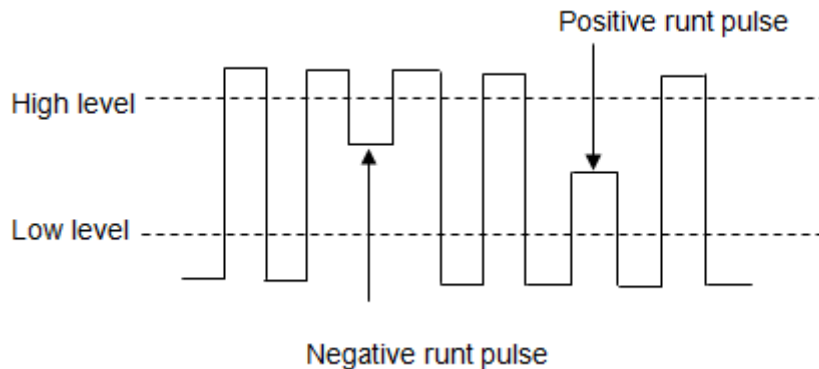 Positive runt pulse
High level
Low level
Negative runt pulse